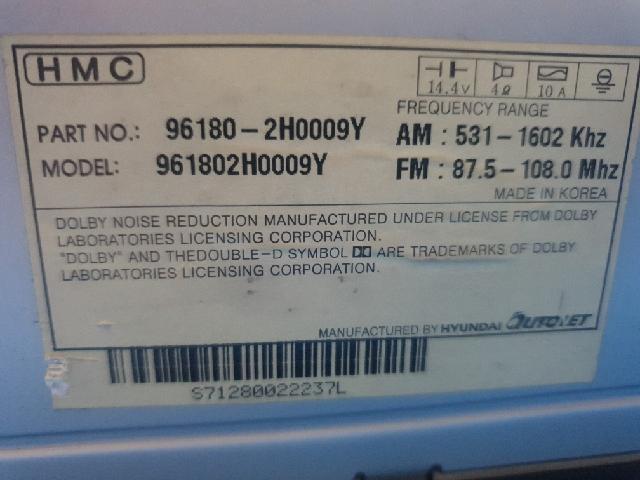 HMC
14.4V 4Ω 10A
FREQUENCY RANGE
PART NO.: 96180-2H0009Y AM : 531-1602 Khz
MODEL: 961802H0009Y FM : 87.5-108.0 Mhz
MADE IN KOREA
DOLBY NOISE REDUCTION MANUFACTURED UNDER LICENSE FROM DOLBY
LABORATORIES LICENSING CORPORATION.
"DOLBY" AND THEDOUBLE-D SYMBOL ARE TRADEMARKS OF DOLBY
LABORATORIES LICENSING CORPORATION.
MANUFACTURED BY HYUNDAI AUTONET
S71280022237L